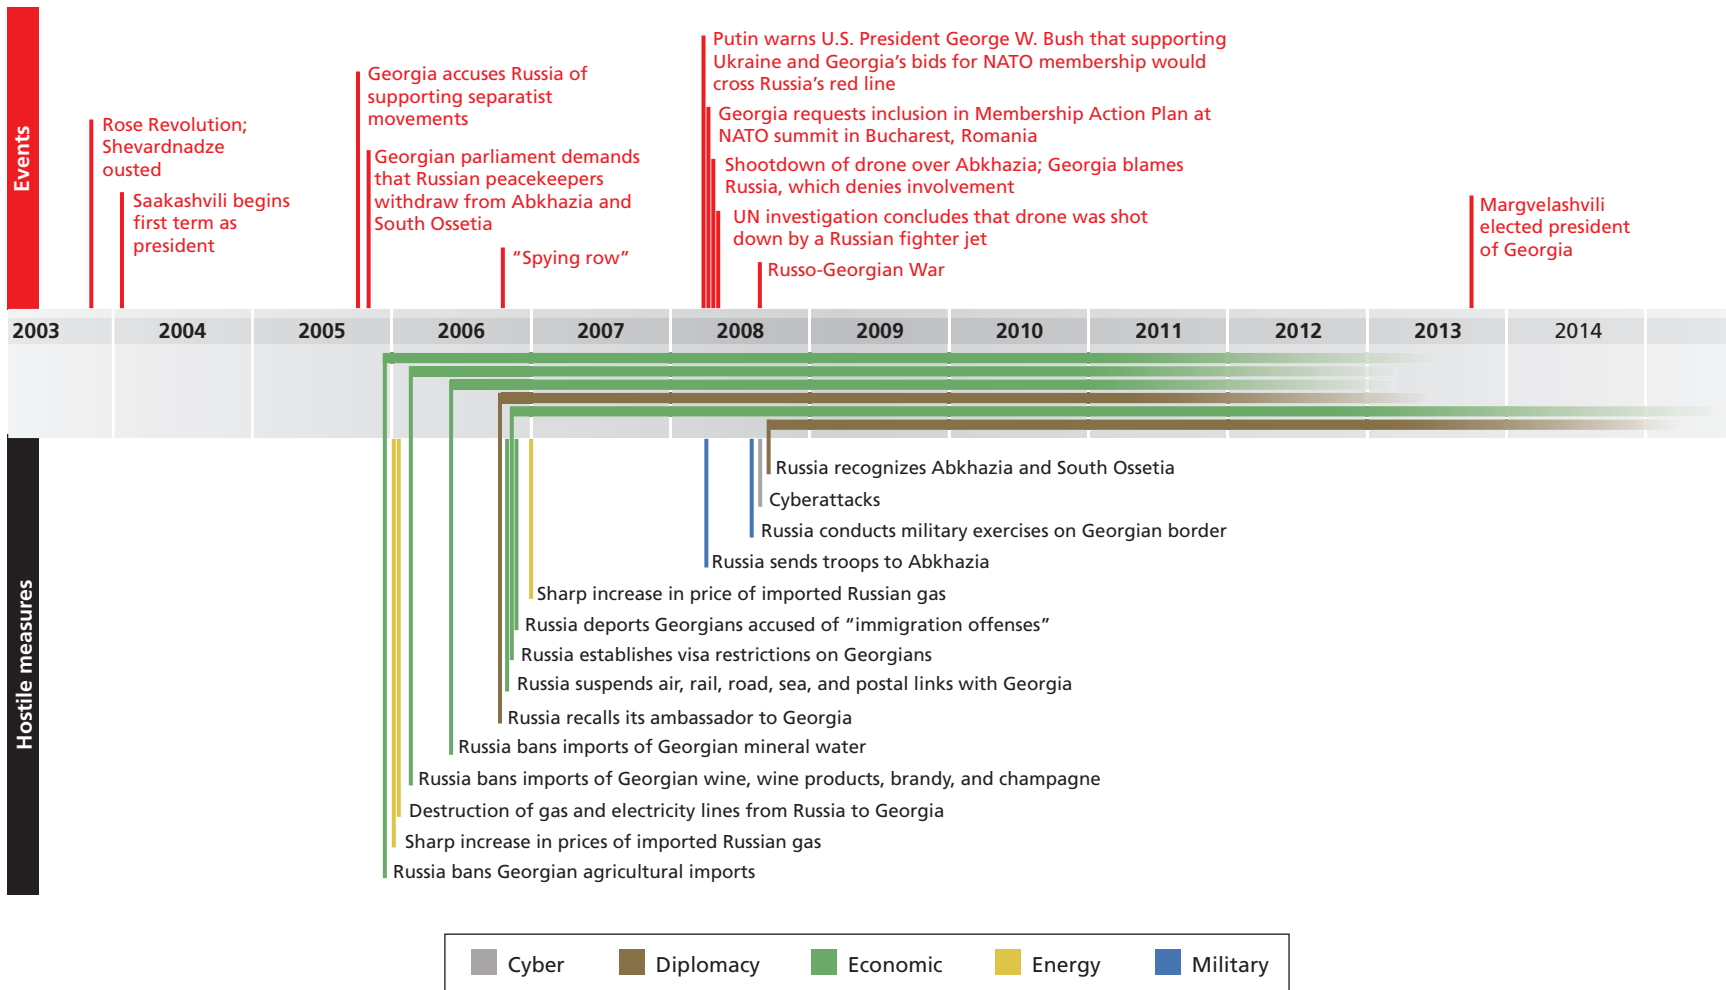 Events
Rose Revolution;
Shevardnadze
ousted
Saakashvili begins
first term as
president
Georgia accuses Russia of
supporting separatist
movements
Georgian parliament demands
that Russian peacekeepers
withdraw from Abkhazia and
South Ossetia
“Spying row”
Putin warns U.S. President George W. Bush that supporting
Ukraine and Georgia’s bids for NATO membership would
cross Russia’s red line
Georgia requests inclusion in Membership Action Plan at
NATO summit in Bucharest, Romania
Shootdown of drone over Abkhazia; Georgia blames
Russia, which denies involvement
UN investigation concludes that drone was shot
down by a Russian fighter jet
Russo-Georgian War
Margvelashvili
elected president
of Georgia
2003 2004 2005 2006 2007 2008 2009 2010 2011 2012 2013 2014
Hostile measures
Russia recognizes Abkhazia and South Ossetia
Cyberattacks
Russia conducts military exercises on Georgian border
Russia sends troops to Abkhazia
Sharp increase in price of imported Russian gas
Russia deports Georgians accused of “immigration offenses”
Russia establishes visa restrictions on Georgians
Russia suspends air, rail, road, sea, and postal links with Georgia
Russia recalls its ambassador to Georgia
Russia bans imports of Georgian mineral water
Russia bans imports of Georgian wine, wine products, brandy, and champagne
Destruction of gas and electricity lines from Russia to Georgia
Sharp increase in prices of imported Russian gas
Russia bans Georgian agricultural imports
Cyber Diplomacy Economic Energy Military